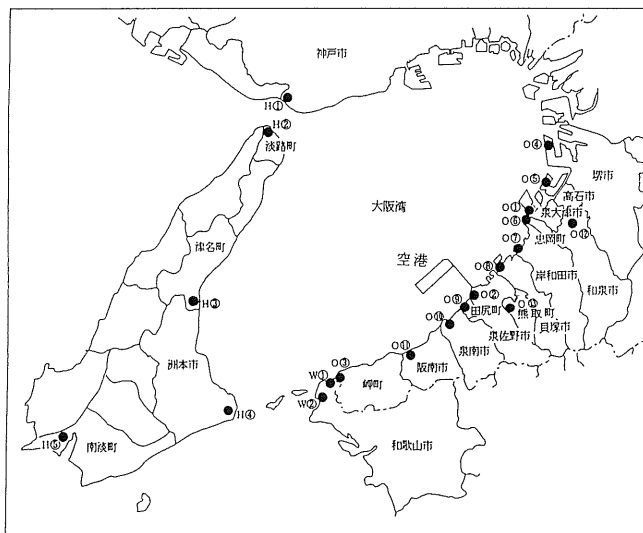 神戸市
H①
H②
淡路町
O④
堺市
O⑤
高石市
大阪湾
O①
泉大津市
O⑥
忠岡町
O⑫
津名町
O⑦
空港
O⑧
岸和田市
和泉市
H③
O②
O⑨
田尻町
O⑬
熊取町
貝塚市
O⑩
泉佐野市
泉南市
O⑪
阪南市
洲本市
O③
W①
岬町
W②
H④
H⑤
南淡町
和歌山市